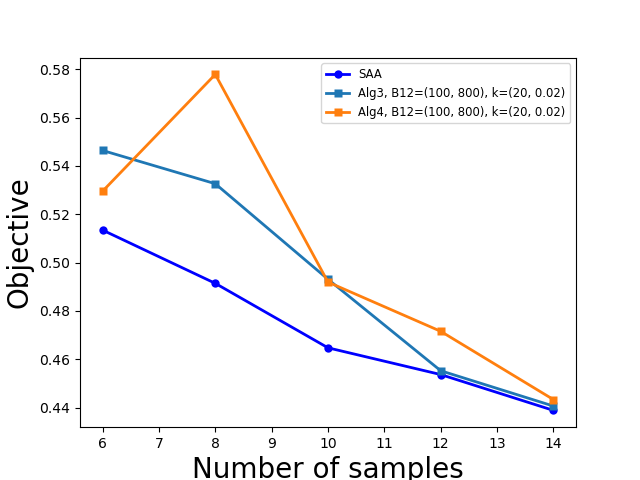 SAA
Alg3, B12=(100, 800), k=(20, 0.02)
Alg4, B12=(100, 800), k=(20, 0.02)
Objective
0.58
0.56
0.54
0.52
0.50
0.48
0.46
0.44
6 7 8 9 10 11 12 13 14
Number of samples